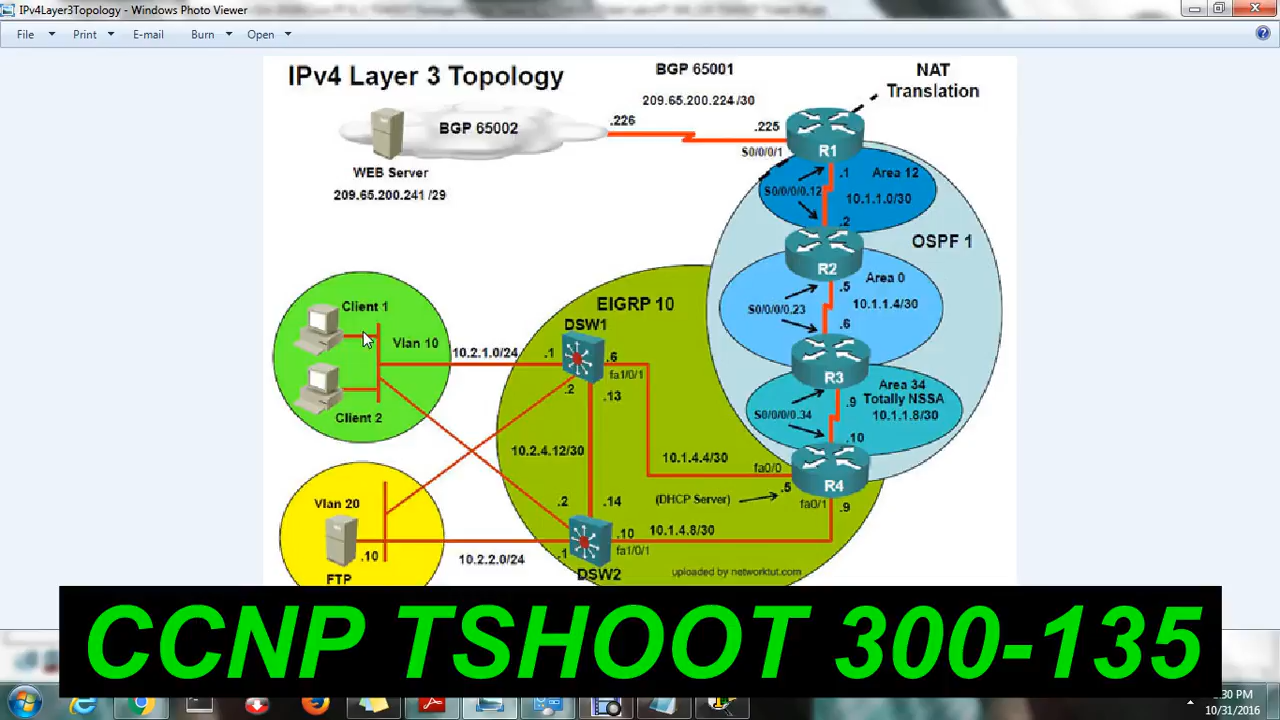 IPv4Layer3Topology - Windows Photo Viewer
File Print E-mail Burn Open
IPv4 Layer 3 Topology
BGP 65001
NAT
Translation
209.65.200.224 /30
BGP 65002
.226
.225
S0/0/0/1
R1
WEB Server
209.65.200.241 /29
Area 12
.1
S0/0/0/0.12
10.1.1.0/30
.2
OSPF 1
R2
Area 0
.5
10.1.1.4/30
S0/0/0/0.23
.6
R3
Area 34
Totally NSSA
10.1.1.8/30
.9
S0/0/0/0.34
.10
R4
EIGRP 10
Client 1
Vlan 10
Client 2
10.2.1.0/24
.1
DSW1
.6
fa1/0/1
.2
.13
10.2.4.12/30
10.1.4.4/30
fa0/0
(DHCP Server)
.5
fa0/1
.9
Vlan 20
.10
FTP
.2
.14
.10
10.1.4.8/30
fa1/0/1
10.2.2.0/24
.1
DSW2
uploaded by networktut.com
CCNP TSHOOT 300-135
:30 PM
10/31/2016